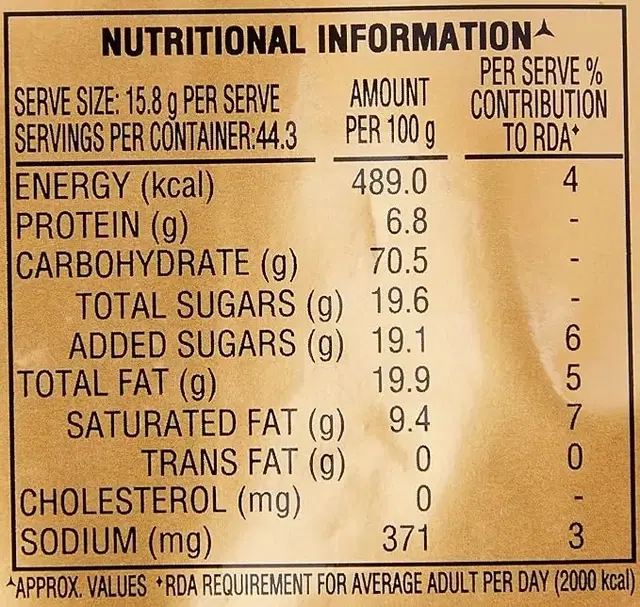 NUTRITIONAL INFORMATION⅄
SERVE SIZE: 15.8 g PER SERVE
SERVINGS PER CONTAINER:44.3
AMOUNT
PER 100 g
PER SERVE %
CONTRIBUTION
TO RDA✦
ENERGY (kcal) 489.0 4
PROTEIN (g) 6.8 -
CARBOHYDRATE (g) 70.5 -
TOTAL SUGARS (g) 19.6 -
ADDED SUGARS (g) 19.1 6
TOTAL FAT (g) 19.9 5
SATURATED FAT (g) 9.4 7
TRANS FAT (g) 0 0
CHOLESTEROL (mg) 0 -
SODIUM (mg) 371 3
⅄APPROX. VALUES ✦RDA REQUIREMENT FOR AVERAGE ADULT PER DAY (2000 kcal)